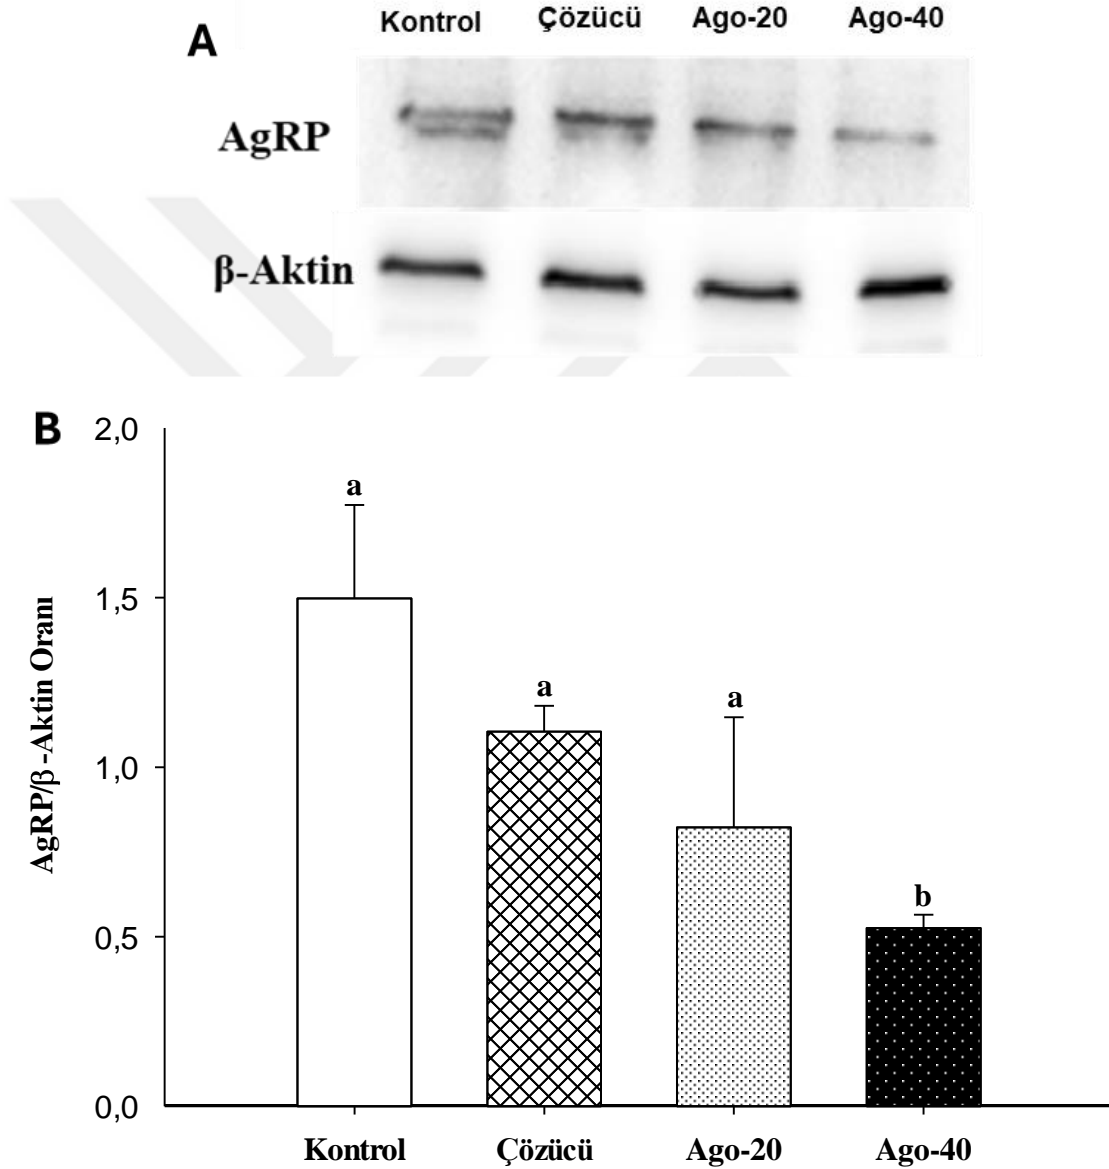 A
Kontrol Çözücü Ago-20 Ago-40
AgRP
β-Aktin
B
AgRP/β -Aktin Oranı
2,0
1,5
1,0
0,5
0,0
a
a
a
b
Kontrol Çözücü Ago-20 Ago-40